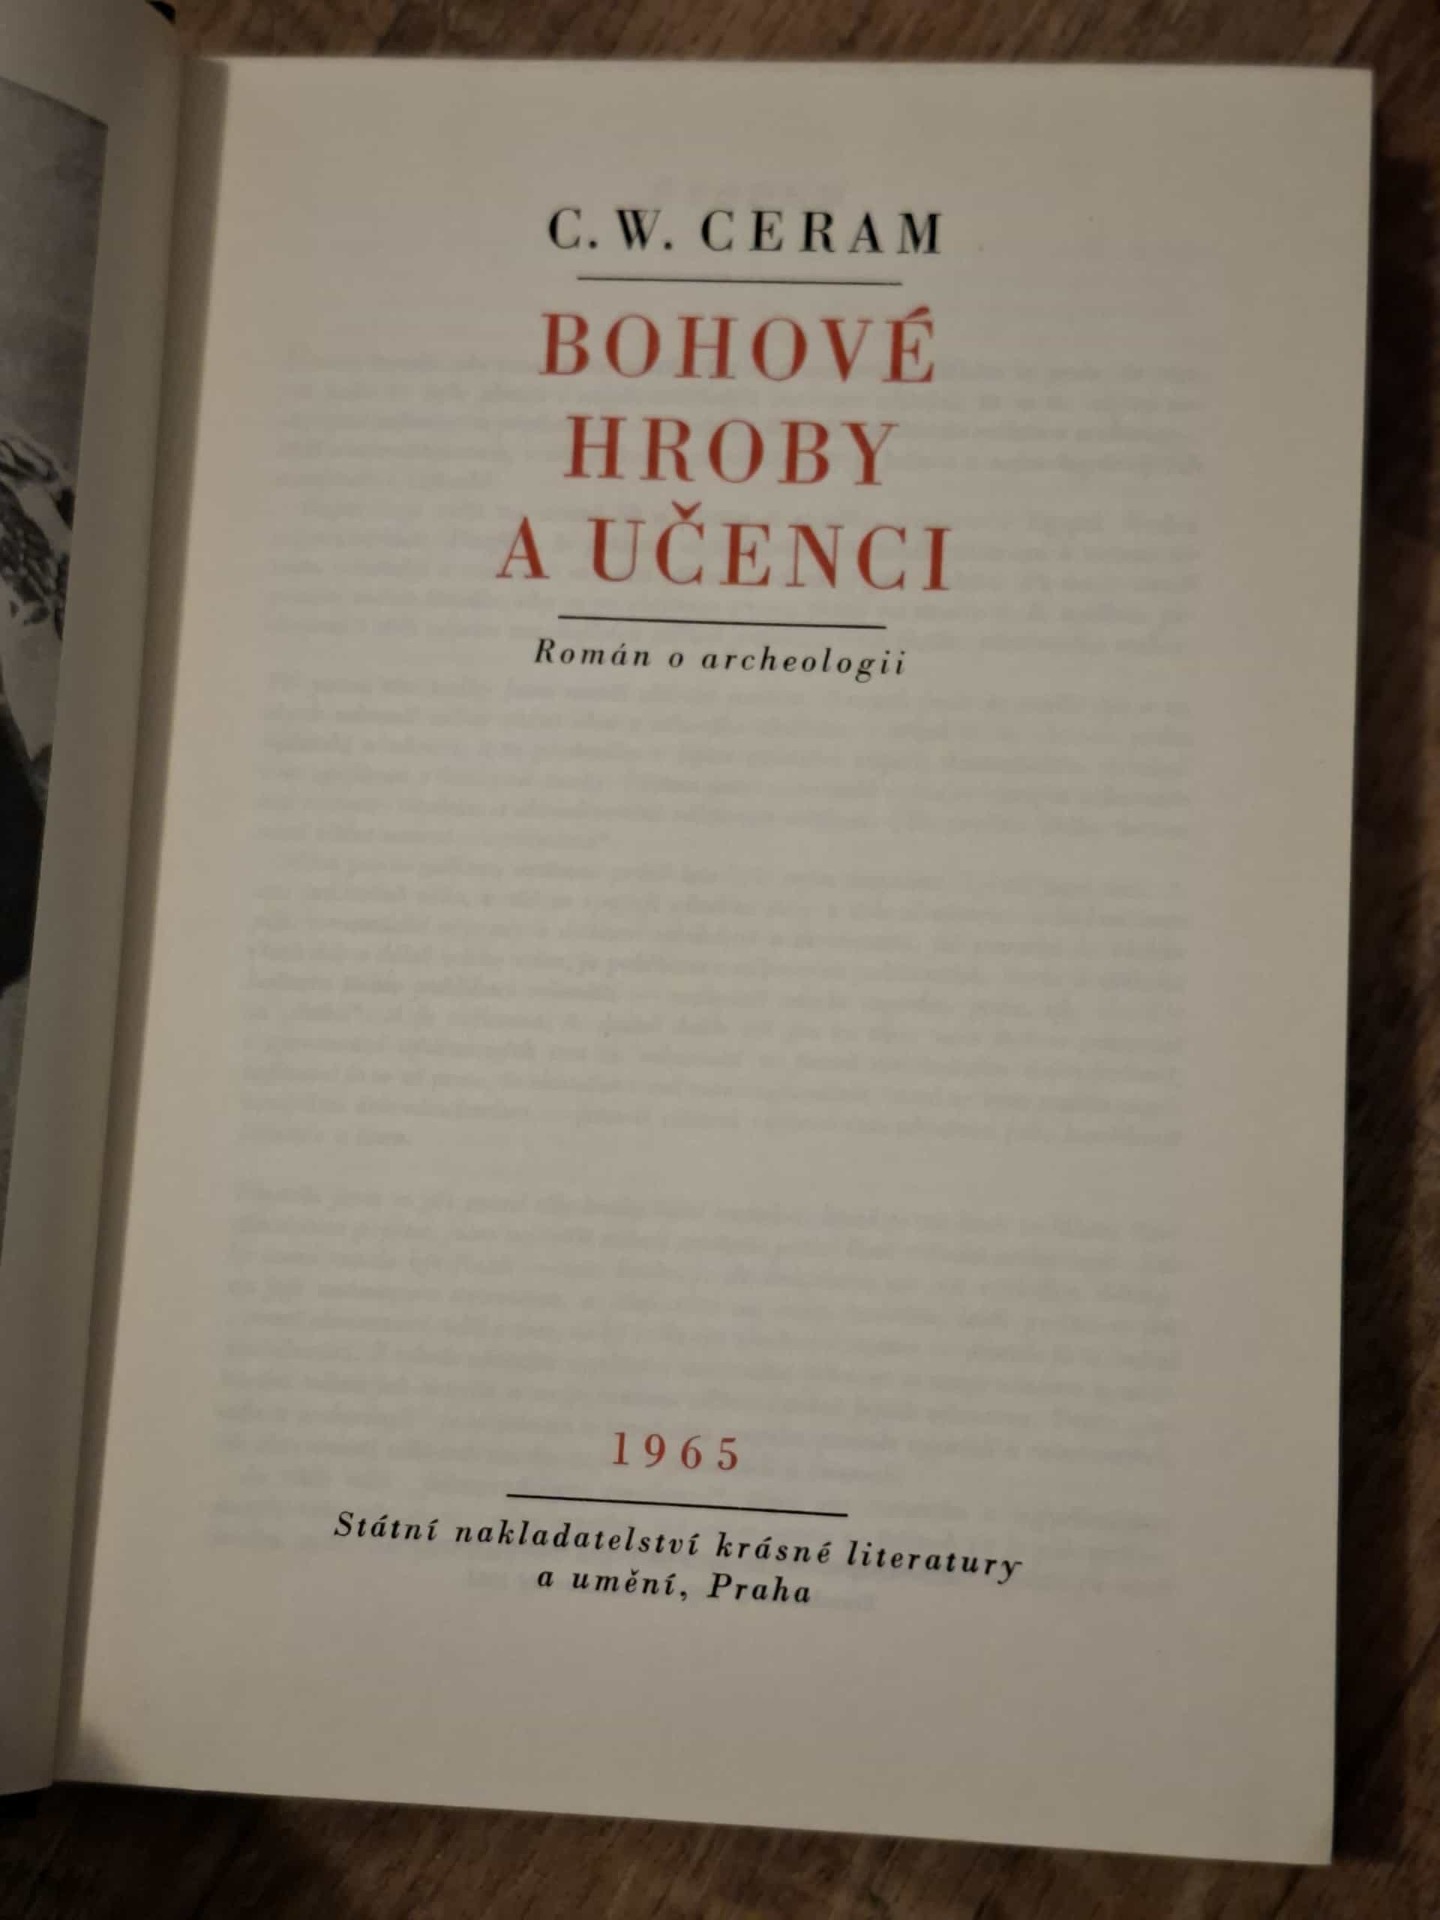 C. W. CERAM
BOHOVÉ
HROBY
A UČENCI
Román o archeologii
1965
Státní nakladatelství krásné literatury
a umění, Praha